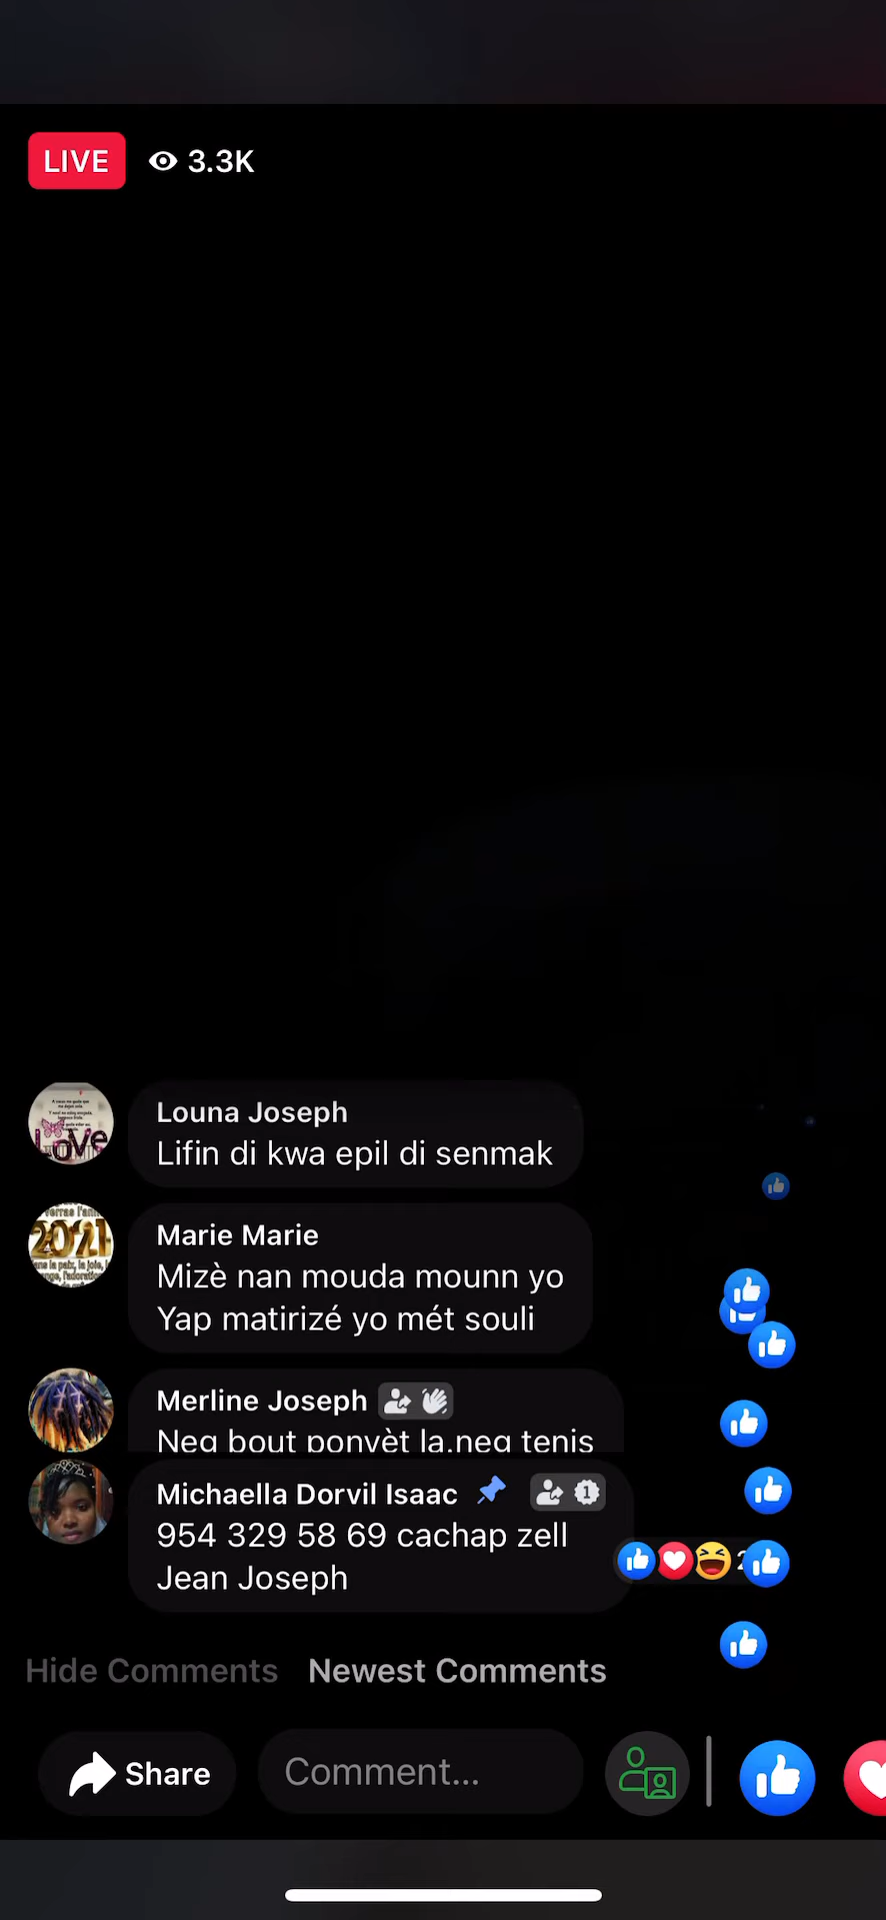 LIVE 3.3K
Louna Joseph
Lifin di kwa epil di senmak
Marie Marie
Mizè nan mouda mounn yo
Yap matirizé yo mét souli
Merline Joseph
Neg bout ponvèt la.neg tenis
Michaella Dorvil Isaac
954 329 58 69 cachap zell
Jean Joseph
Hide Comments Newest Comments
Share Comment...